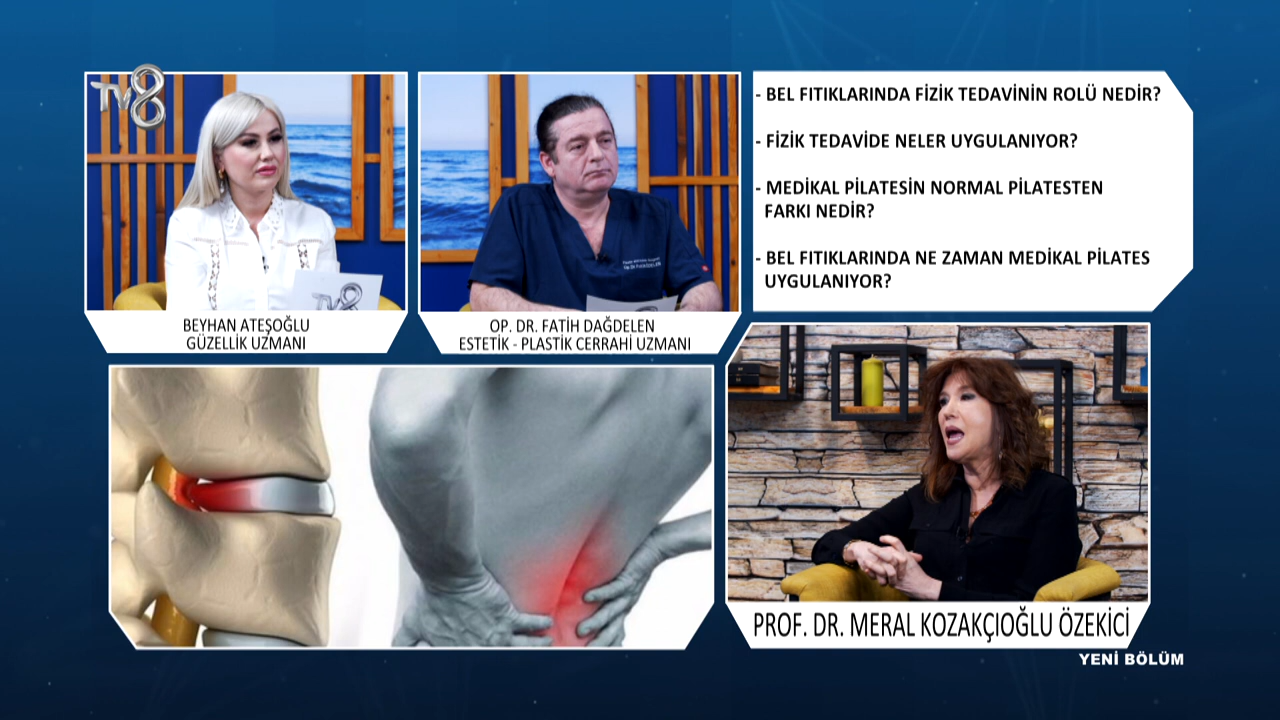 TV8
- BEL FITIKLARINDA FİZİK TEDAVİNİN ROLÜ NEDİR?
- FİZİK TEDAVİDE NELER UYGULANIYOR?
- MEDİKAL PİLATESİN NORMAL PİLATESTEN
FARKI NEDİR?
- BEL FITIKLARINDA NE ZAMAN MEDİKAL PİLATES
UYGULANIYOR?
TV8
BEYHAN ATEŞOĞLU
GÜZELLİK UZMANI
OP. DR. FATİH DAĞDELEN
ESTETİK - PLASTİK CERRAHİ UZMANI
PROF. DR. MERAL KOZAKÇIOĞLU ÖZEKİCİ
YENİ BÖLÜM